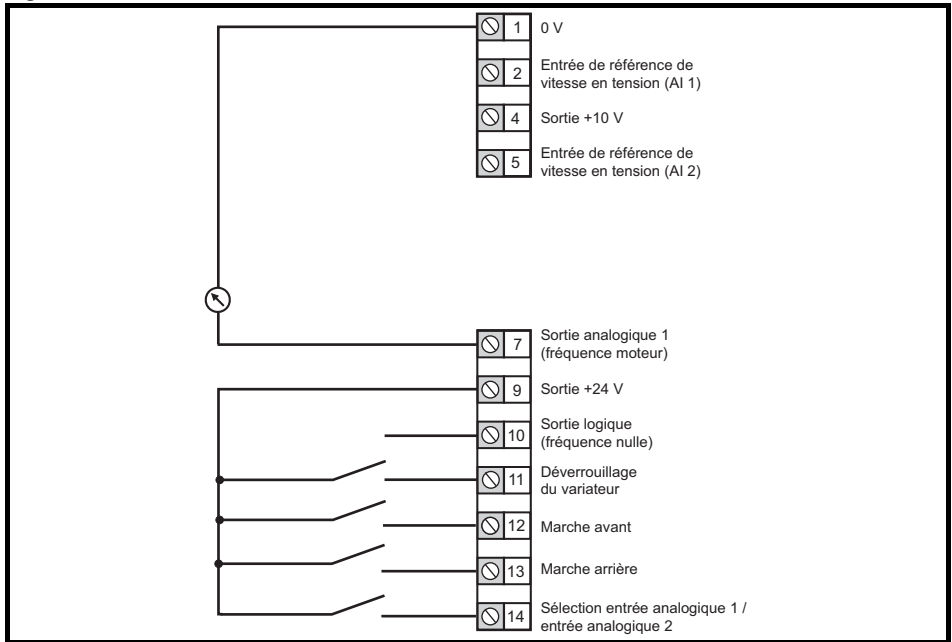 1 0 V
2 Entrée de référence de
vitesse en tension (AI 1)
4 Sortie +10 V
5 Entrée de référence de
vitesse en tension (AI 2)
7 Sortie analogique 1
(fréquence moteur)
9 Sortie +24 V
10 Sortie logique
(fréquence nulle)
11 Déverrouillage
du variateur
12 Marche avant
13 Marche arrière
14 Sélection entrée analogique 1 /
entrée analogique 2